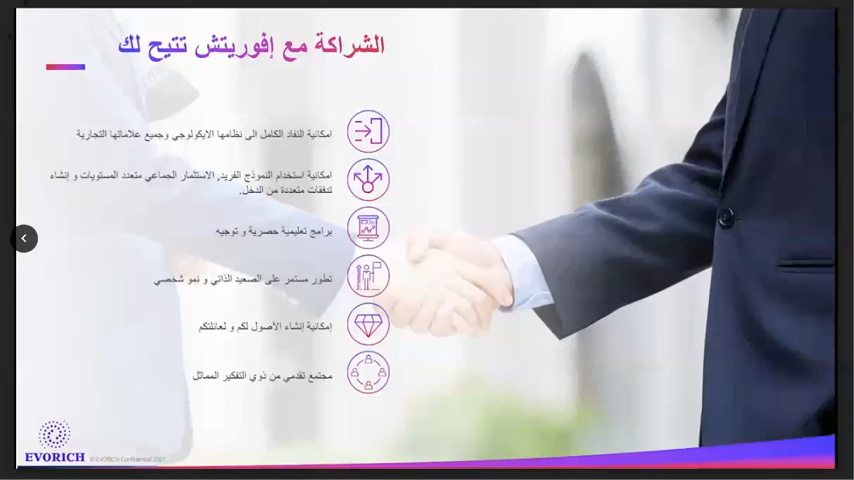 الشراكة مع إفوريتش تتيح لك
امكانية النفاد الكامل الى نظامها الايكولوجي وجميع علاماتها التجارية
امكانية استخدام النموذج الفريد, الاستثمار الجماعي متعدد المستويات و إنشاء
تدفقات متعددة من الدخل.
برامج تعليمية حصرية و توجيه
تطور مستمر على الصعيد الذاتي و نمو شخصي
إمكانية إنشاء الأصول لكم و لعائلتكم
مجتمع تقدمي من ذوي التفكير المماثل
EVORICH
© EVORICH Confidential 2021